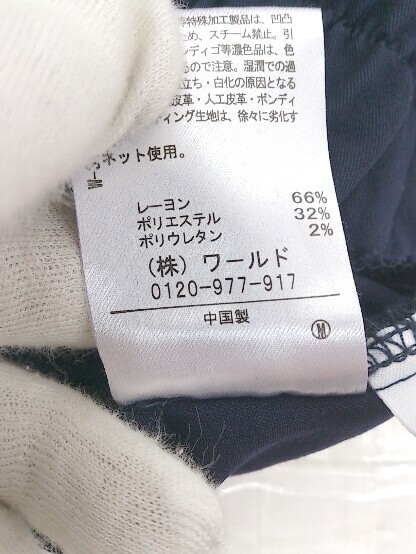 特殊加工製品は、凹凸
ため、スチーム禁止。引
ンディゴ等濃色品は、色
るので注意。湿潤での過
立ち・白化の原因となる
皮革・人工皮革・ボンディ
ィング生地は、徐々に劣化す
ネット使用。
レーヨン 66%
ポリエステル 32%
ポリウレタン 2%
(株) ワールド
0120-977-917
中国製
M